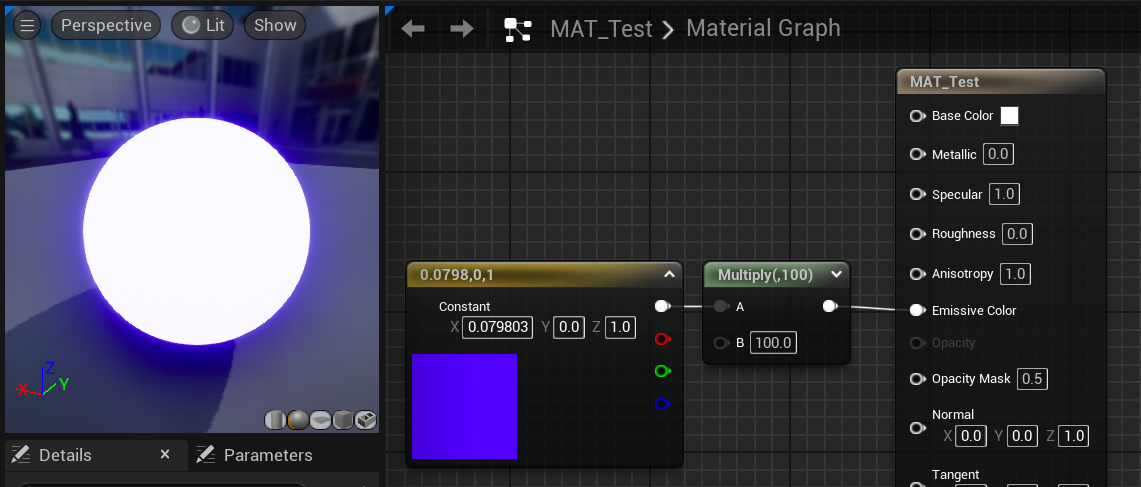 Perspective Lit Show
MAT_Test Material Graph
MAT_Test
Base Color
Metallic 0.0
Specular 1.0
Roughness 0.0
Anisotropy 1.0
Emissive Color
Opacity
Opacity Mask 0.5
Normal
X 0.0 Y 0.0 Z 1.0
Tangent
0.0798,0,1
Constant
X 0.079803 Y 0.0 Z 1.0
Multiply(,100)
A
B 100.0
Z
X Y
Details × Parameters